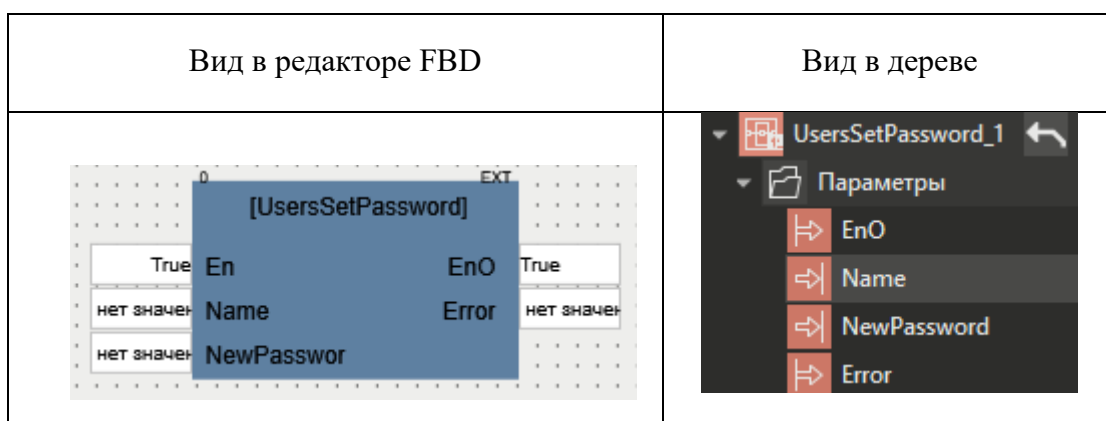 Вид в редакторе FBD
Вид в дереве
0 EXT
[UsersSetPassword]
True En EnO True
нет значен Name Error нет значен
нет значен NewPasswor
UsersSetPassword_1
Параметры
EnO
Name
NewPassword
Error